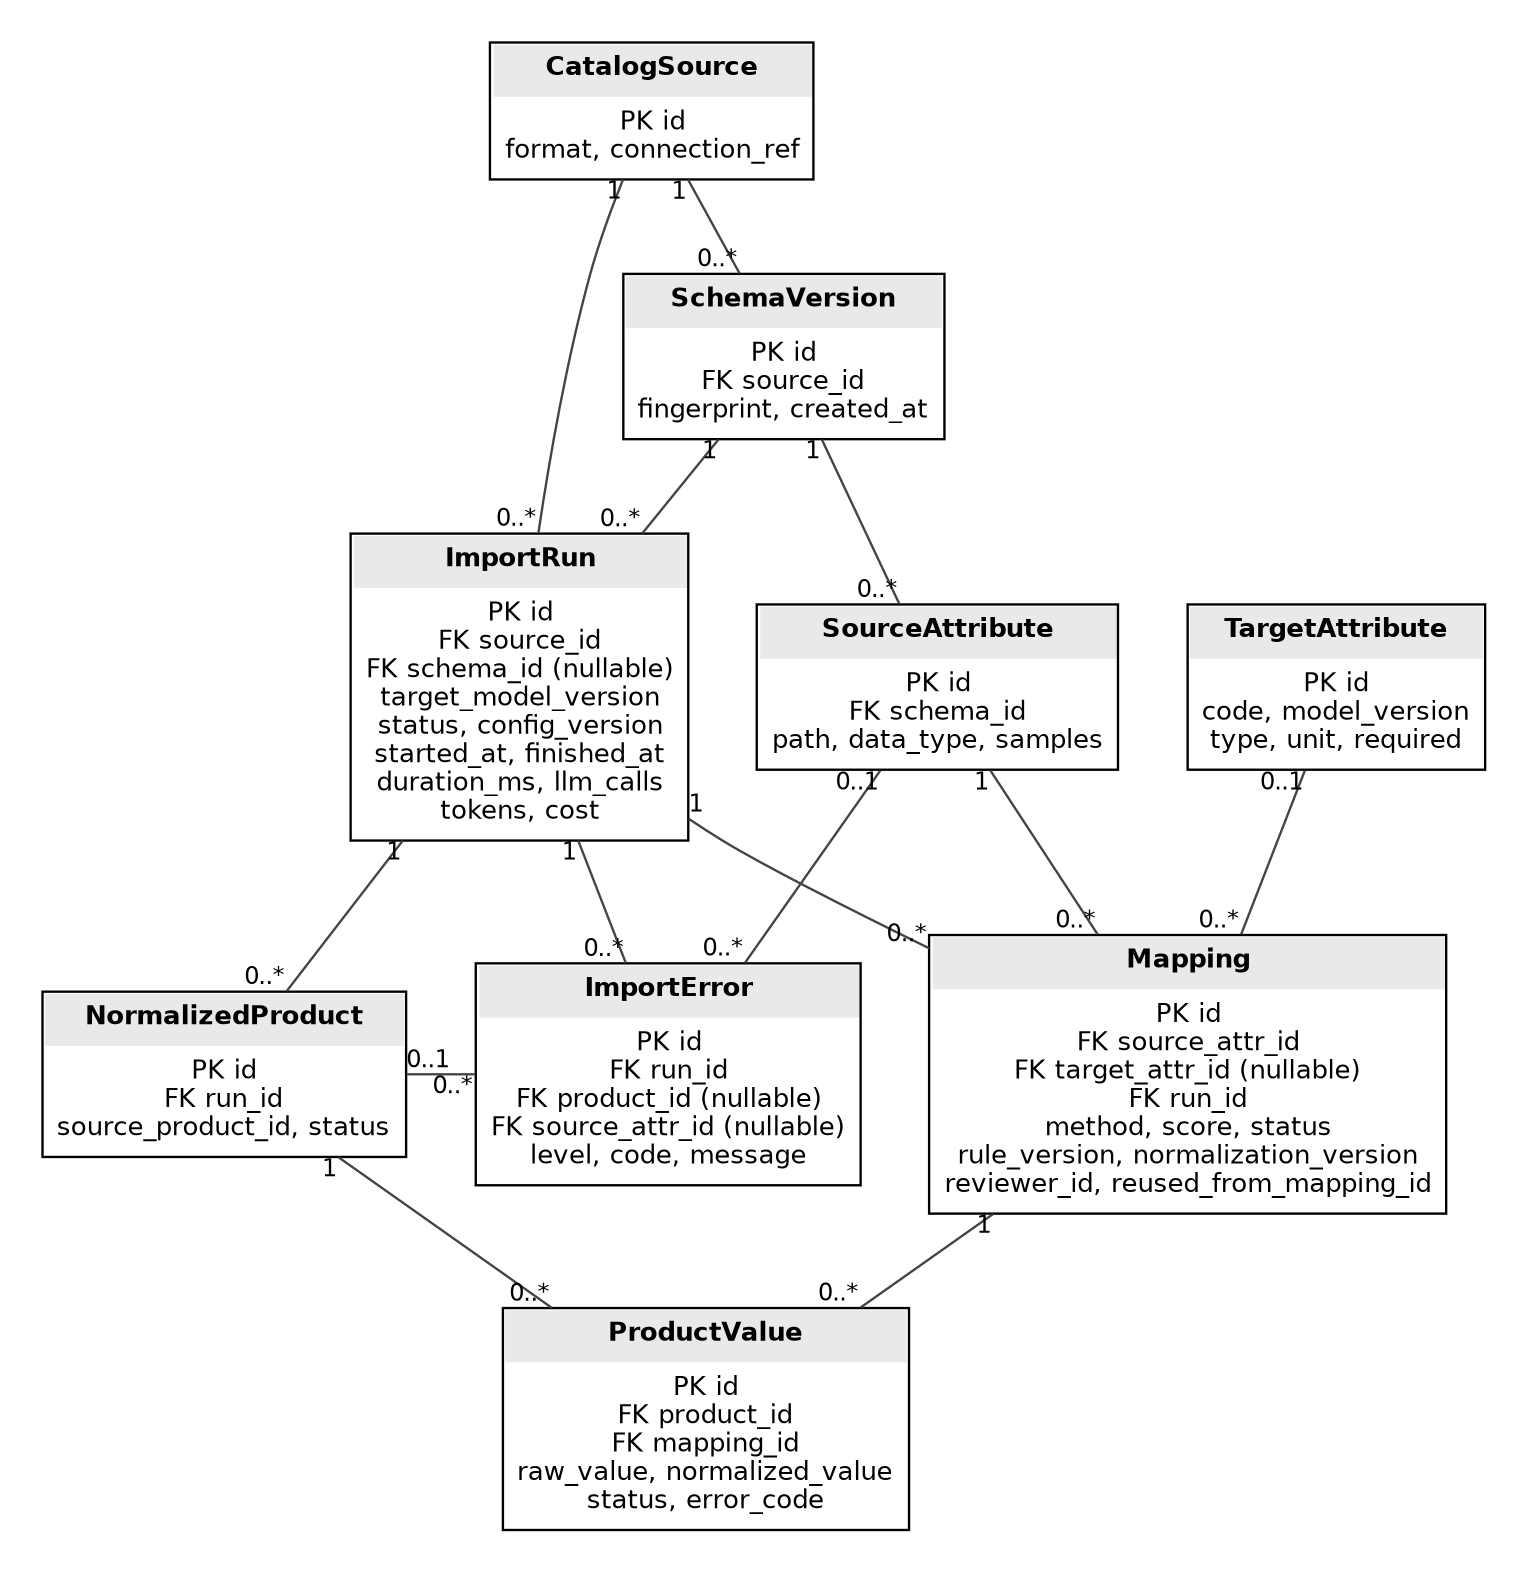 CatalogSource
PK id
format, connection_ref
1
1
0..*
SchemaVersion
PK id
FK source_id
fingerprint, created_at
1
1
0..*
0..*
ImportRun
PK id
FK source_id
FK schema_id (nullable)
target_model_version
status, config_version
started_at, finished_at
duration_ms, llm_calls
tokens, cost
0..*
SourceAttribute
PK id
FK schema_id
path, data_type, samples
TargetAttribute
PK id
code, model_version
type, unit, required
0..1
1
0..1
1
1
1
0..*
0..*
0..*
0..*
0..*
0..*
NormalizedProduct
PK id
FK run_id
source_product_id, status
0..1
0..*
ImportError
PK id
FK run_id
FK product_id (nullable)
FK source_attr_id (nullable)
level, code, message
Mapping
PK id
FK source_attr_id
FK target_attr_id (nullable)
FK run_id
method, score, status
rule_version, normalization_version
reviewer_id, reused_from_mapping_id
1
1
0..*
0..*
ProductValue
PK id
FK product_id
FK mapping_id
raw_value, normalized_value
status, error_code